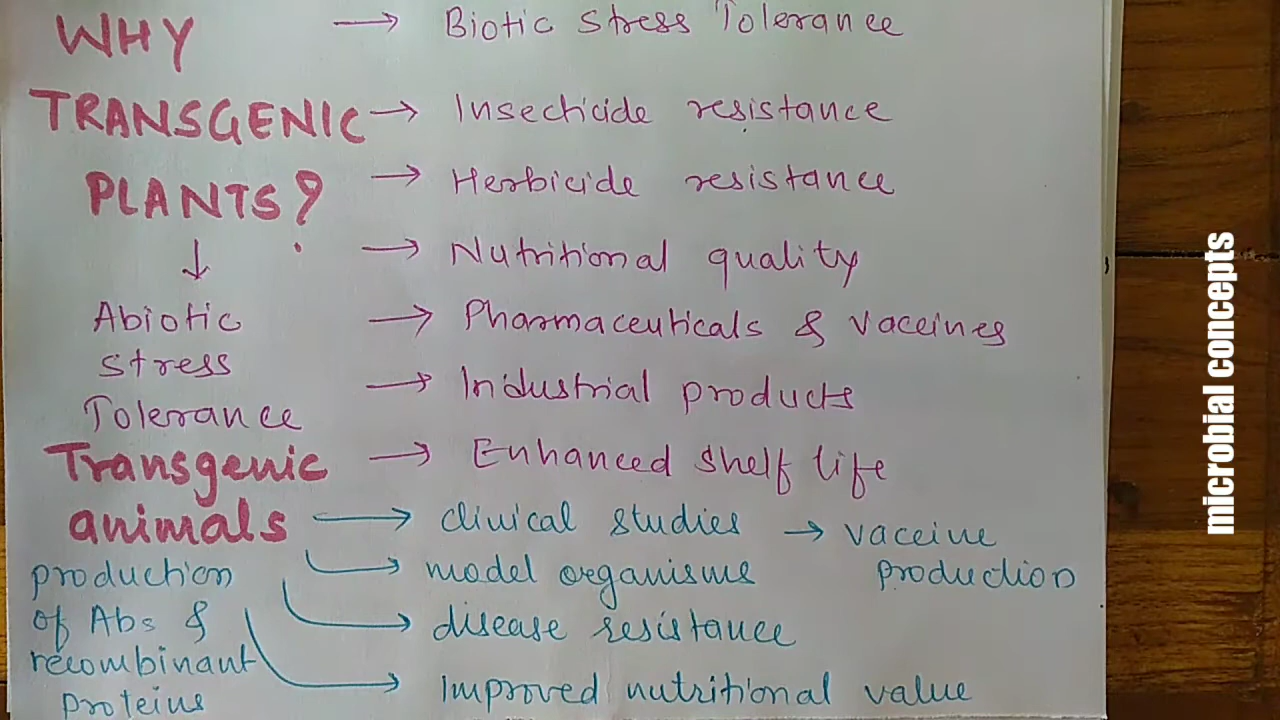 WHY → Biotic Stress Tolerance
TRANSGENIC → Insecticide resistance
PLANTS? → Herbicide resistance
↓ → Nutritional quality
Abiotic → Pharmaceuticals & vaccines
stress
Tolerance → Industrial products
Transgenic → Enhanced shelf life
animals → clinical studies → vaccine
production
→ model organisms
production
of Abs &
recombinant
proteins
→ disease resistance
→ Improved nutritional value
microbial concepts